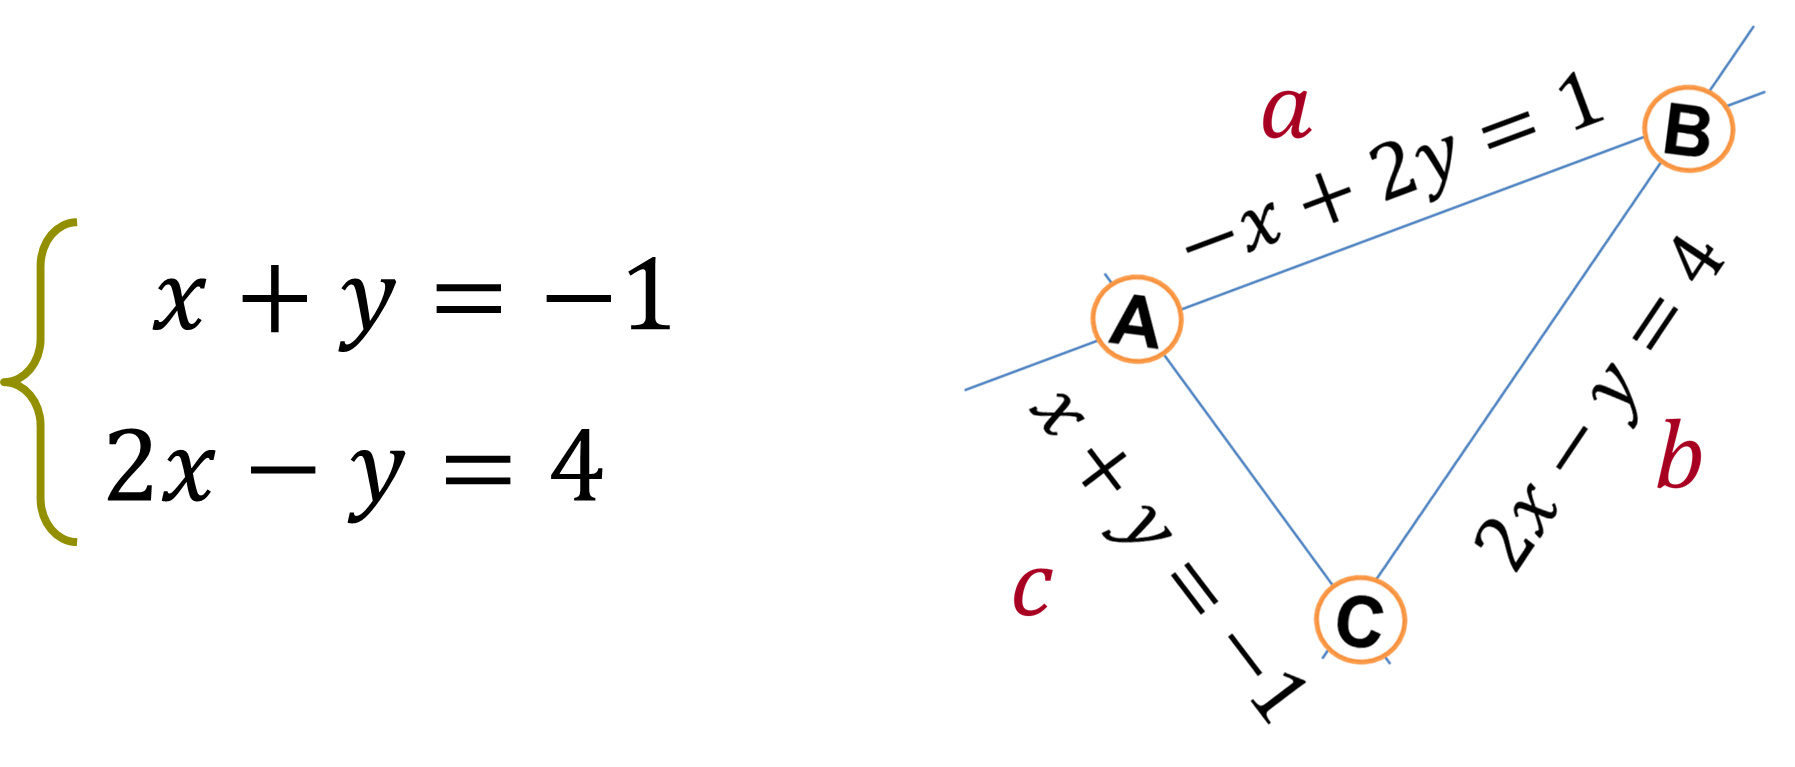 x + y = −1
2x − y = 4
a
−x + 2y = 1
B
A
2x − y = 4
b
x + y = −1
c
C